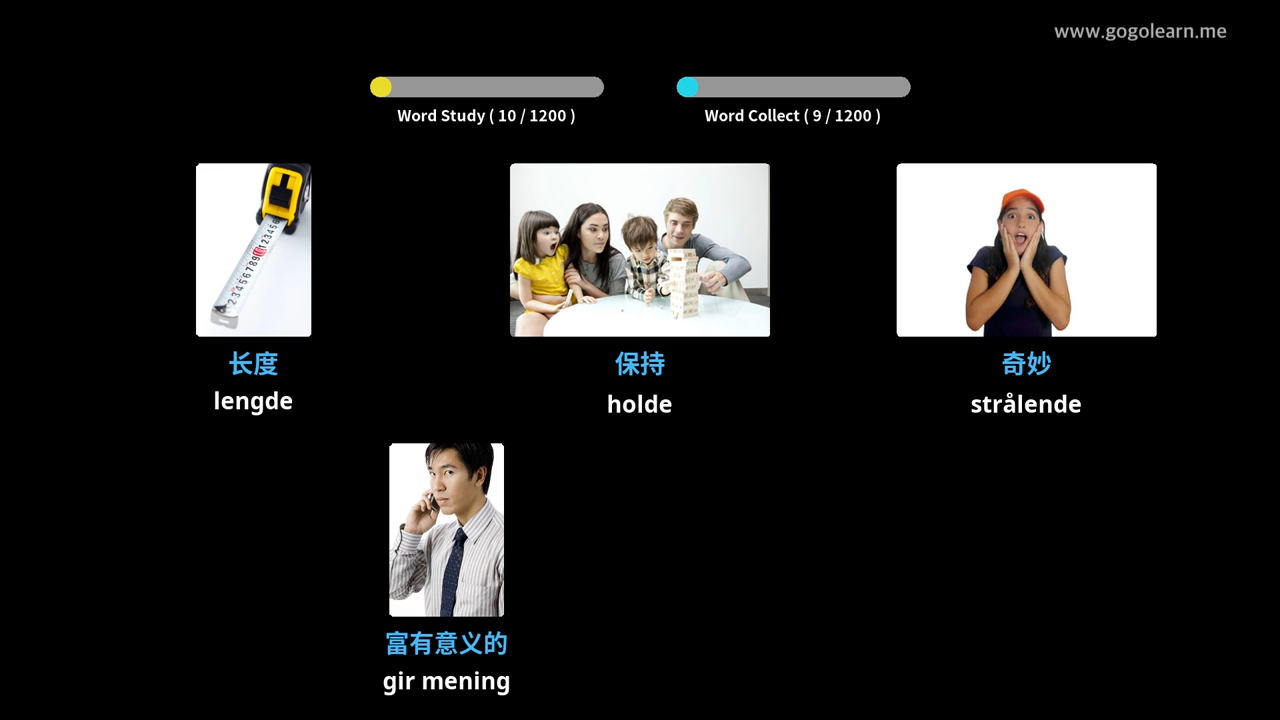 www.gogolearn.me
Word Study ( 10 / 1200 )
Word Collect ( 9 / 1200 )
长度
lengde
保持
holde
奇妙
strålende
富有意义的
gir mening